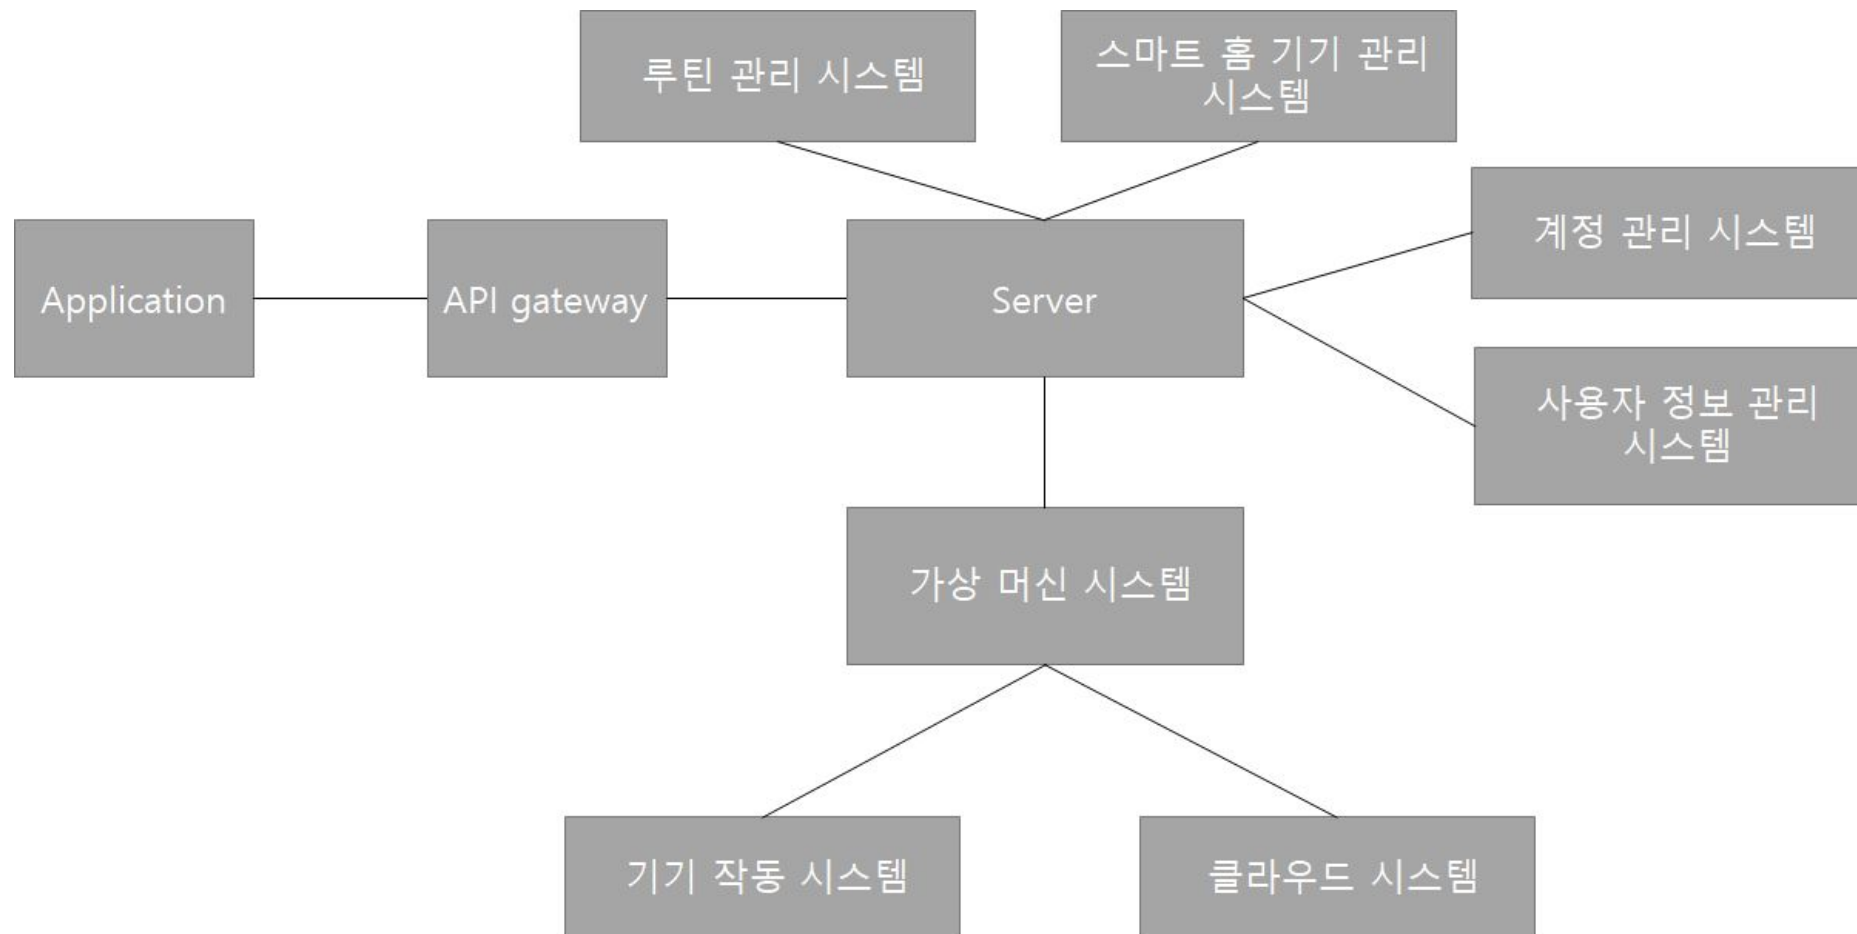 루틴 관리 시스템
스마트 홈 기기 관리
시스템
계정 관리 시스템
Application
API gateway
Server
사용자 정보 관리
시스템
가상 머신 시스템
기기 작동 시스템
클라우드 시스템